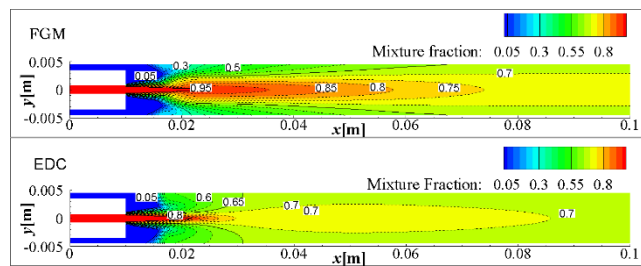 FGM
Mixture fraction: 0.05 0.3 0.55 0.8
0.005 0 -0.005
y[m]
0.05 0.3 0.5 0.95 0.85 0.8 0.75 0.7
0 0.02 0.04 0.06 0.08 0.1
x[m]
EDC
Mixture Fraction: 0.05 0.3 0.55 0.8
0.005 0 -0.005
y[m]
0.05 0.6 0.65 0.8 0.7 0.7 0.7
0 0.02 0.04 0.06 0.08 0.1
x[m]